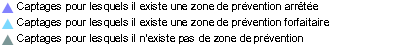 Captages pour lesquels il existe une zone de prévention arrêtée
Captages pour lesquels il existe une zone de prévention forfaitaire
Captages pour lesquels il n'existe pas de zone de prévention